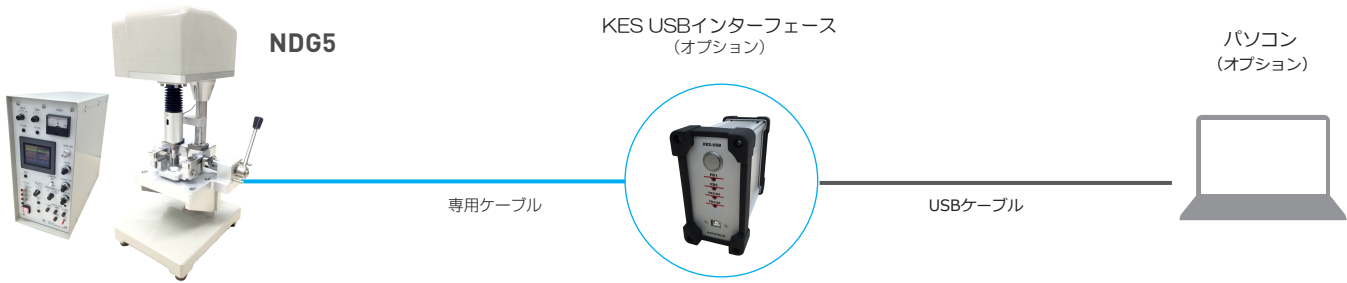 NDG5
KES USBインターフェース
（オプション）
パソコン
（オプション）
専用ケーブル
USBケーブル
KES-USB